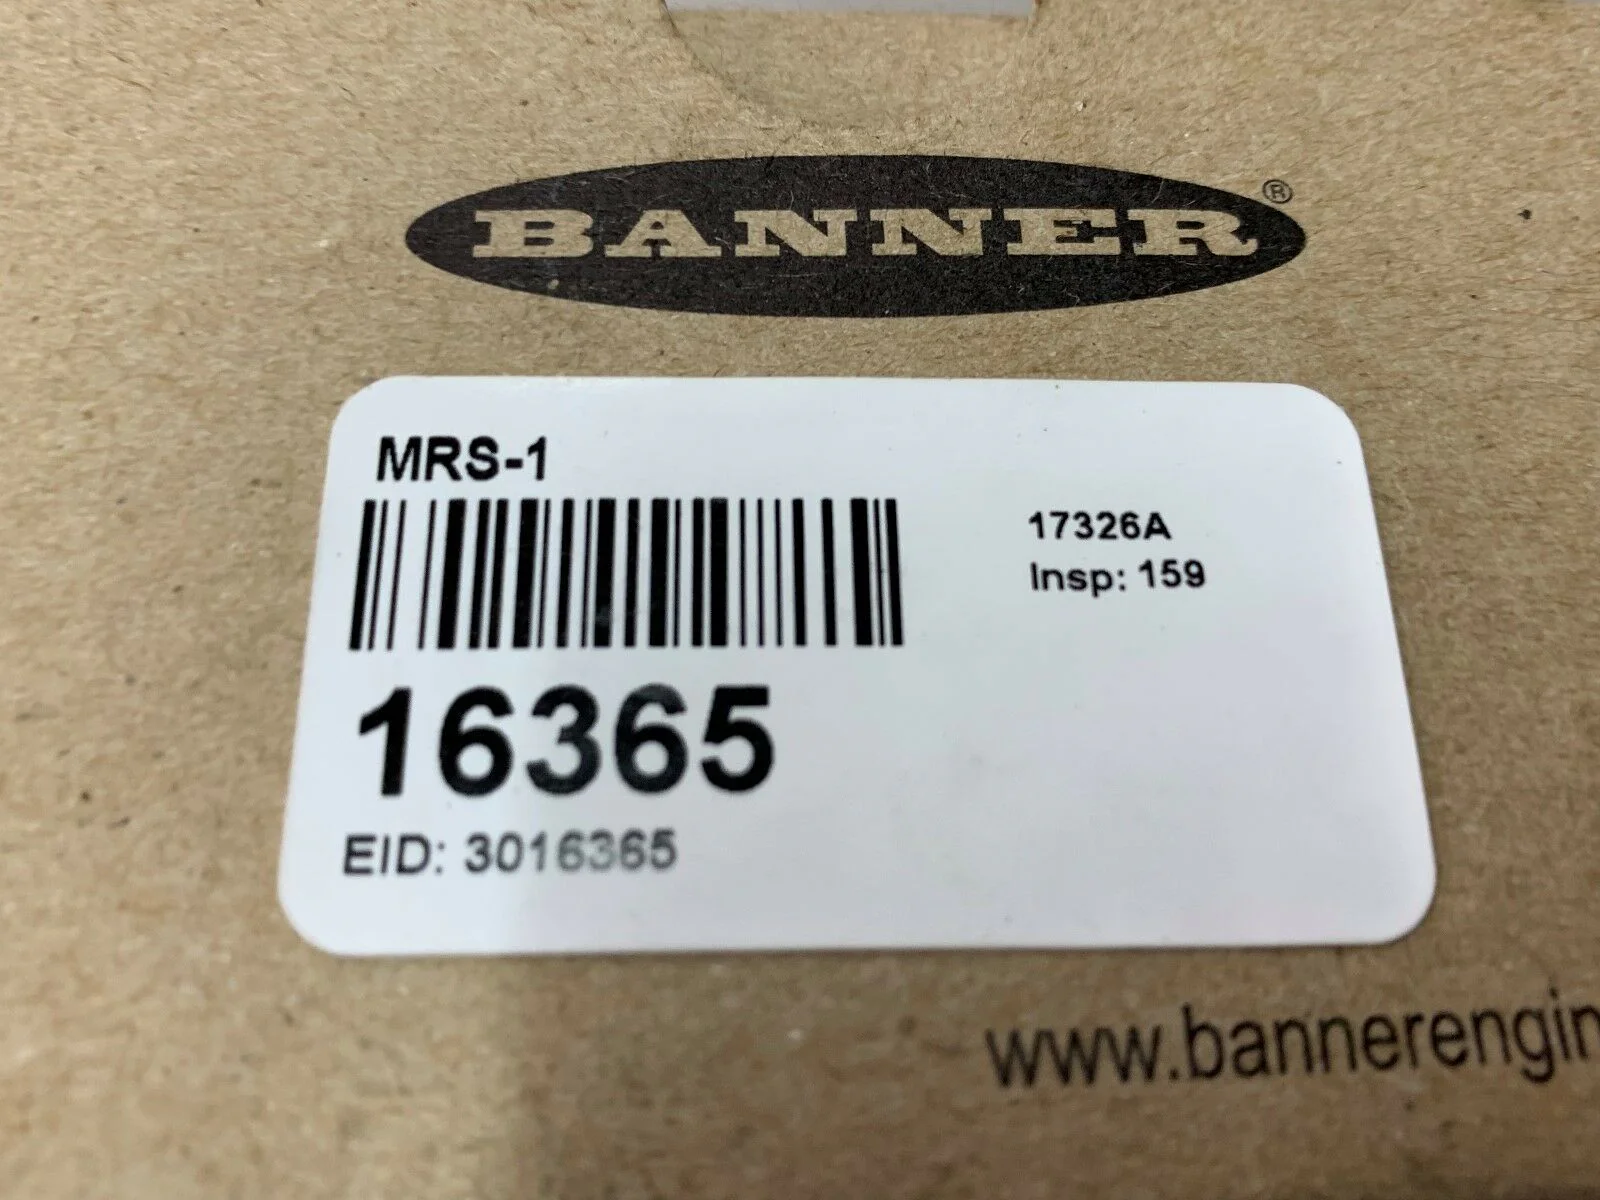 BANNER®
MRS-1
17326A
Insp: 159
16365
EID: 3016365
www.bannerengin